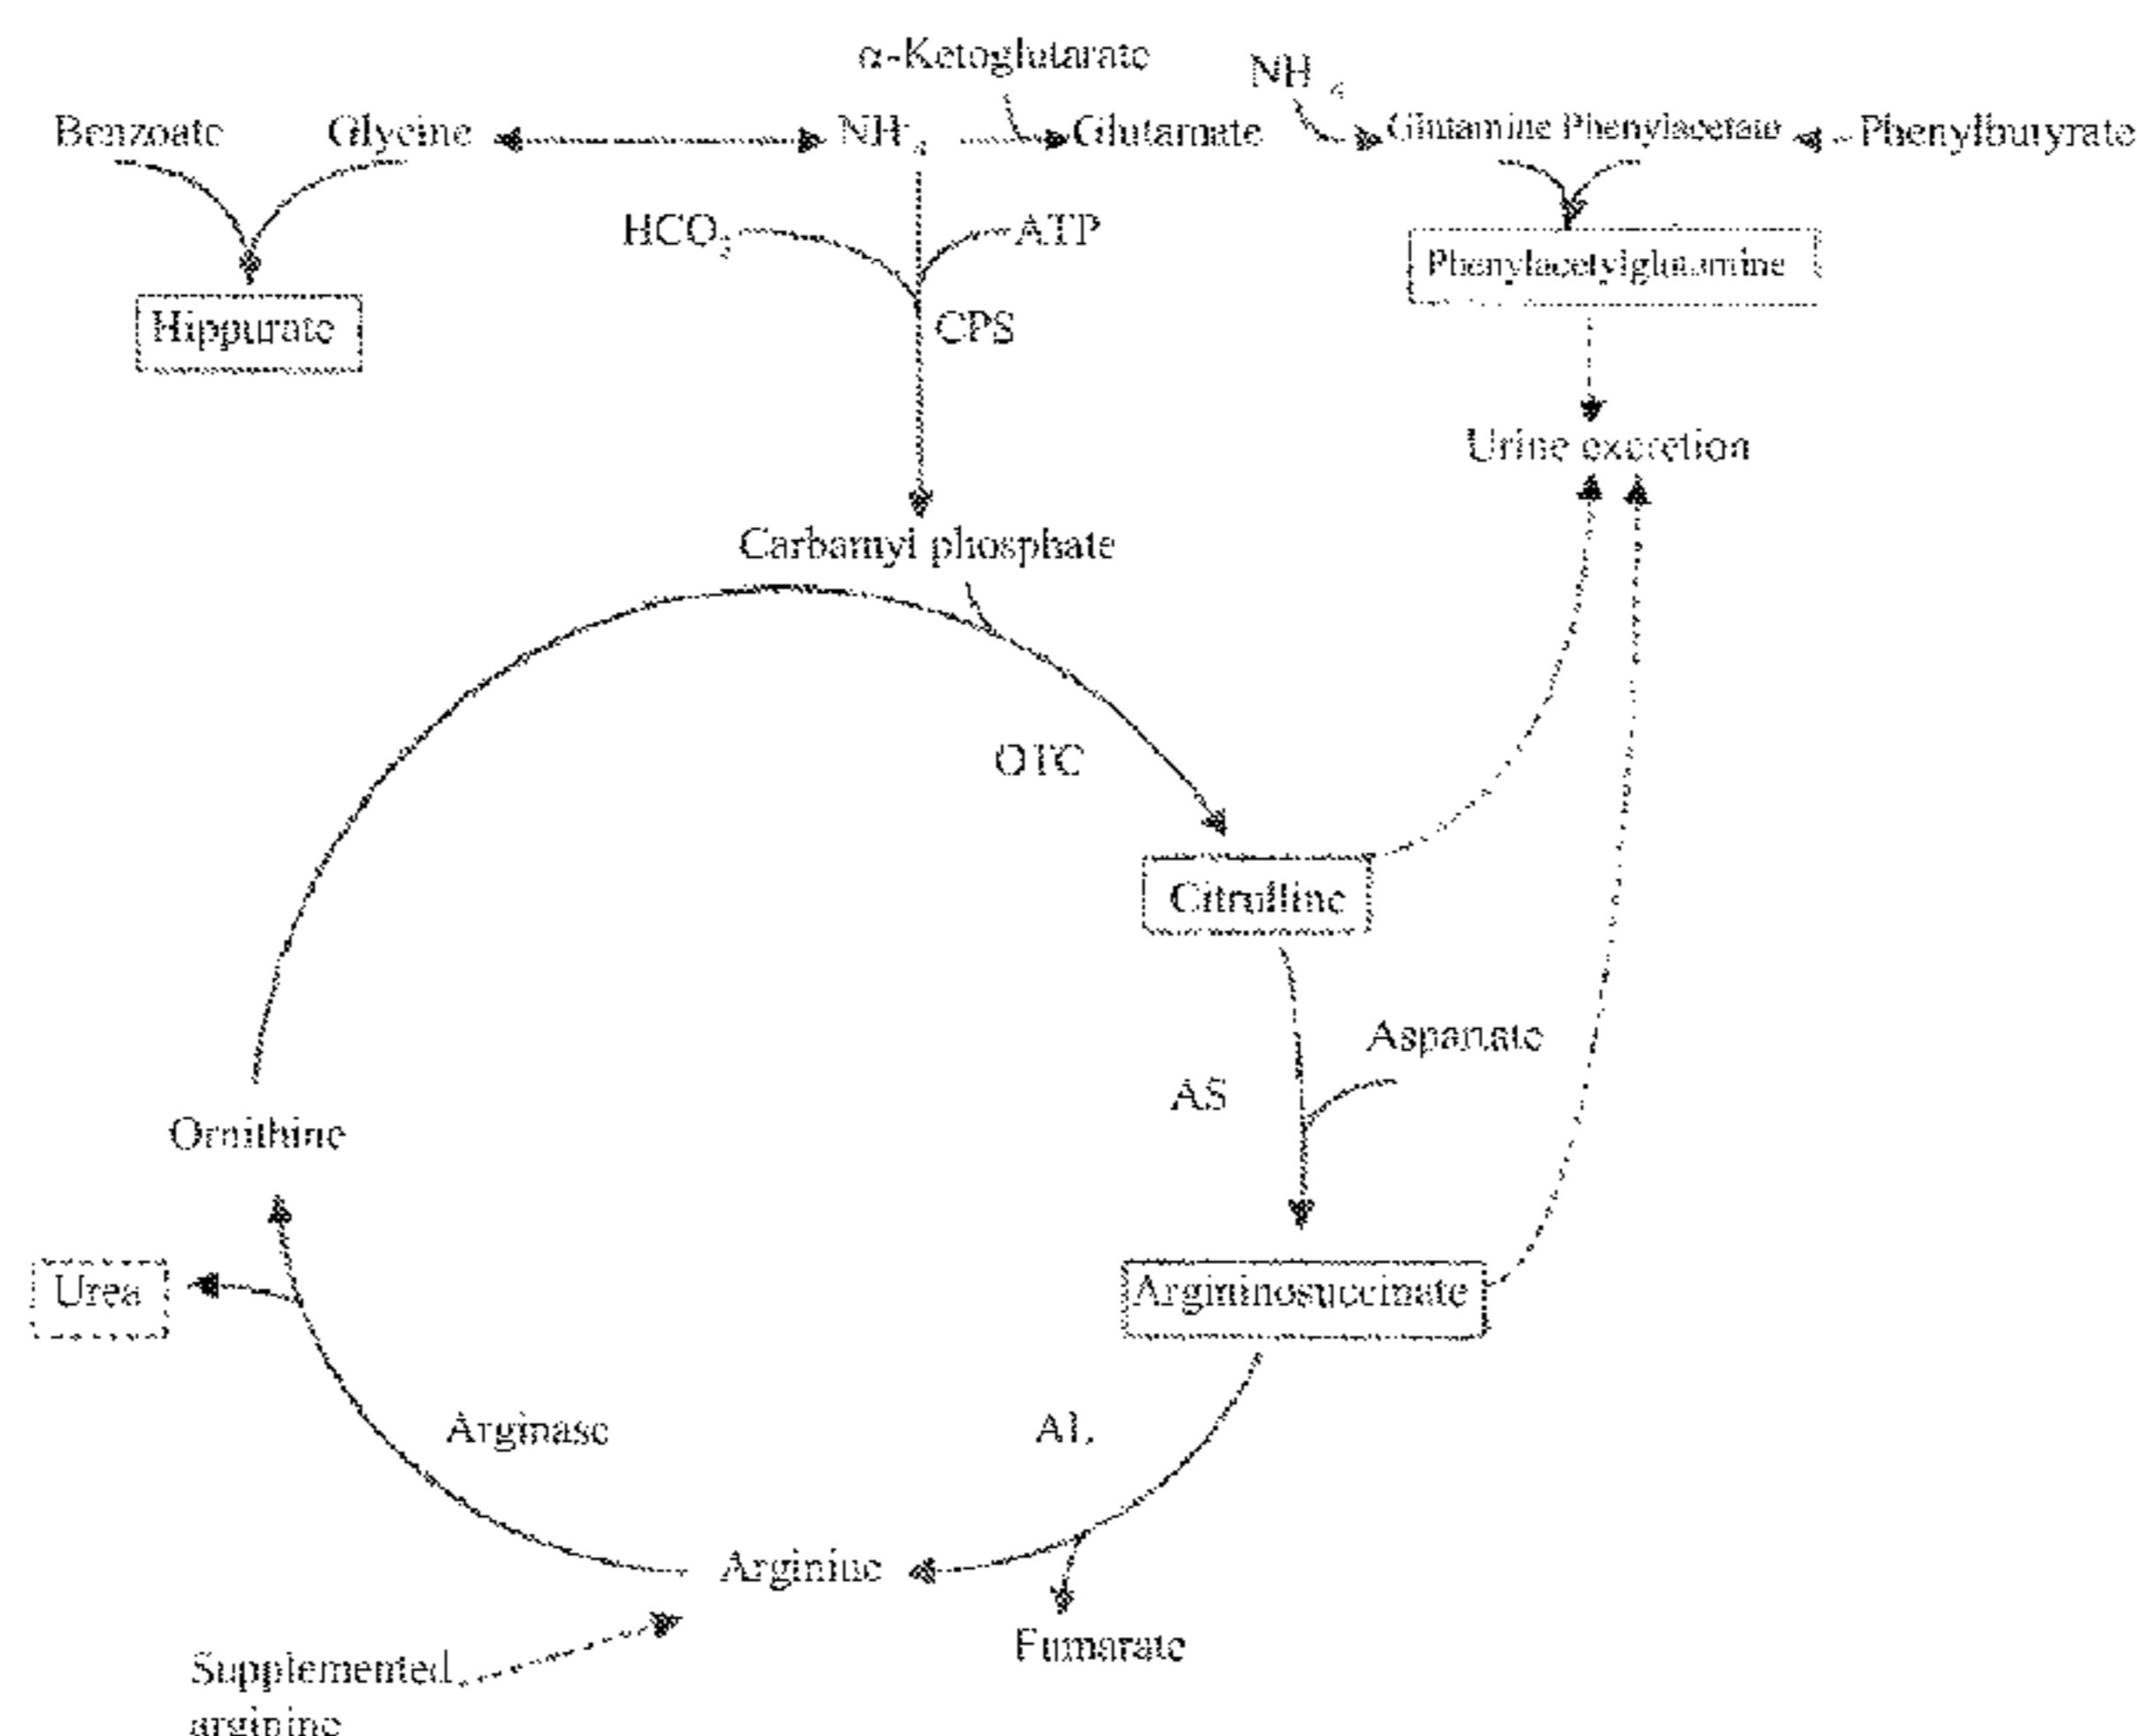 α-Ketoglutarate
NH4
Benzoate Glycine NH4 Glutamate Glutamine Phenylacetate Phenylbutyrate
HCO3 ATP
Phenylacetylglutamine
Hippurate CPS
Urine excretion
Carbamyl phosphate
OTC
Citrulline
Aspartate
AS
Ornithine
Urea Argininosuccinate
Arginase AL
Arginine
Fumarate
Supplemented
arginine